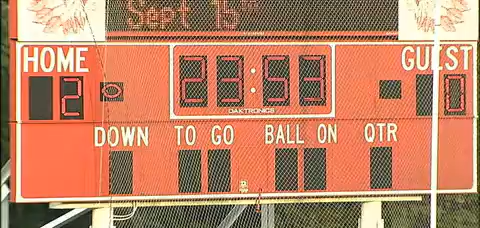 Sept 15th
HOME 23:53 GUEST
2 0
DAKTRONICS
DOWN TO GO BALL ON QTR